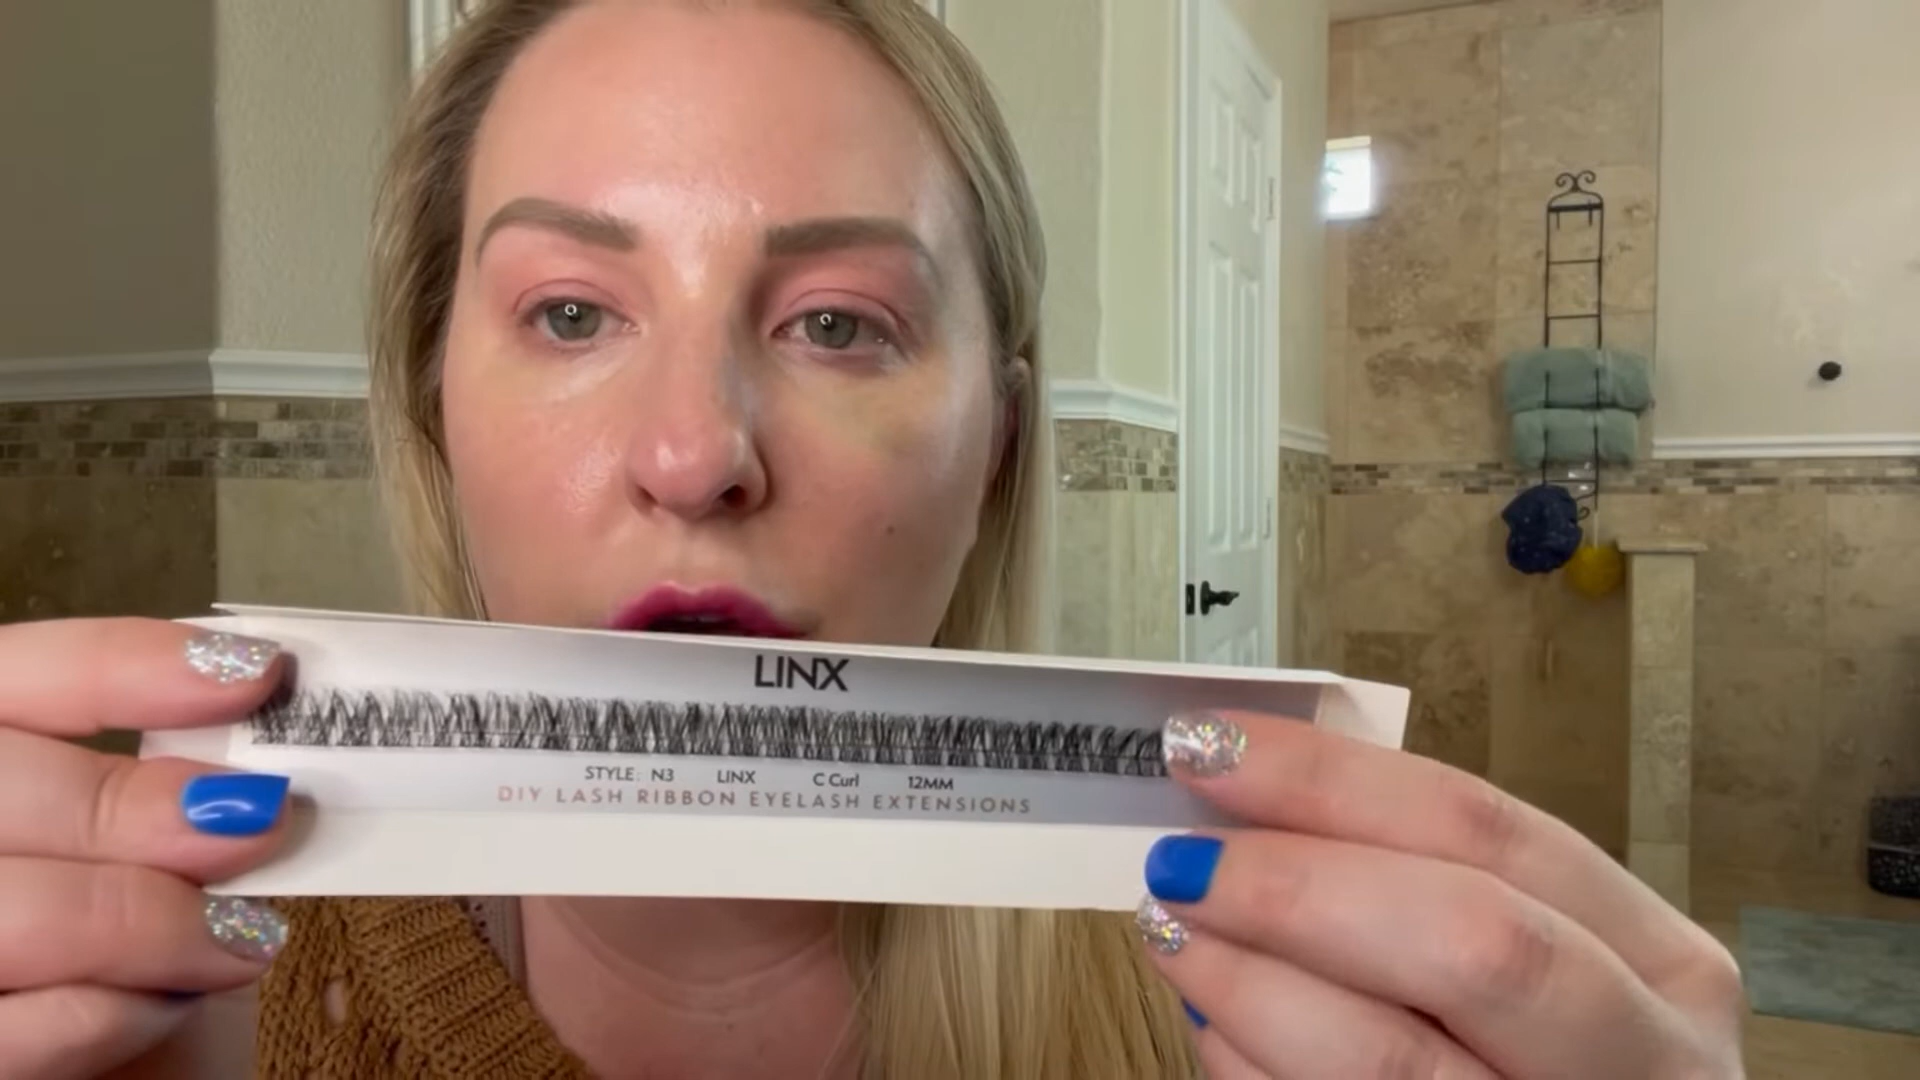 LINX
STYLE: N3 LINX C Curl 12MM
DIY LASH RIBBON EYELASH EXTENSIONS